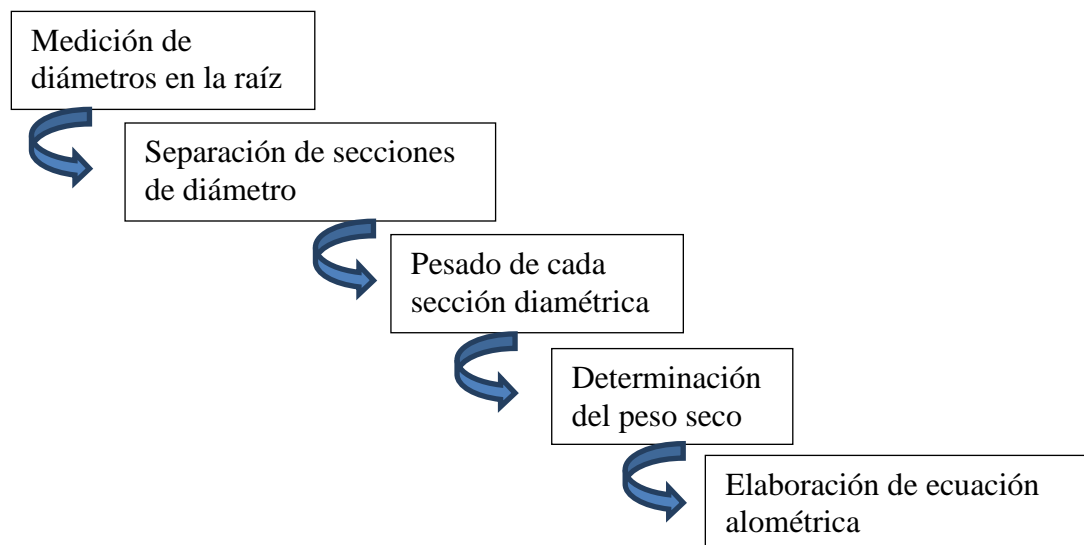 Medición de
diámetros en la raíz
Separación de secciones
de diámetro
Pesado de cada
sección diamétrica
Determinación
del peso seco
Elaboración de ecuación
alométrica